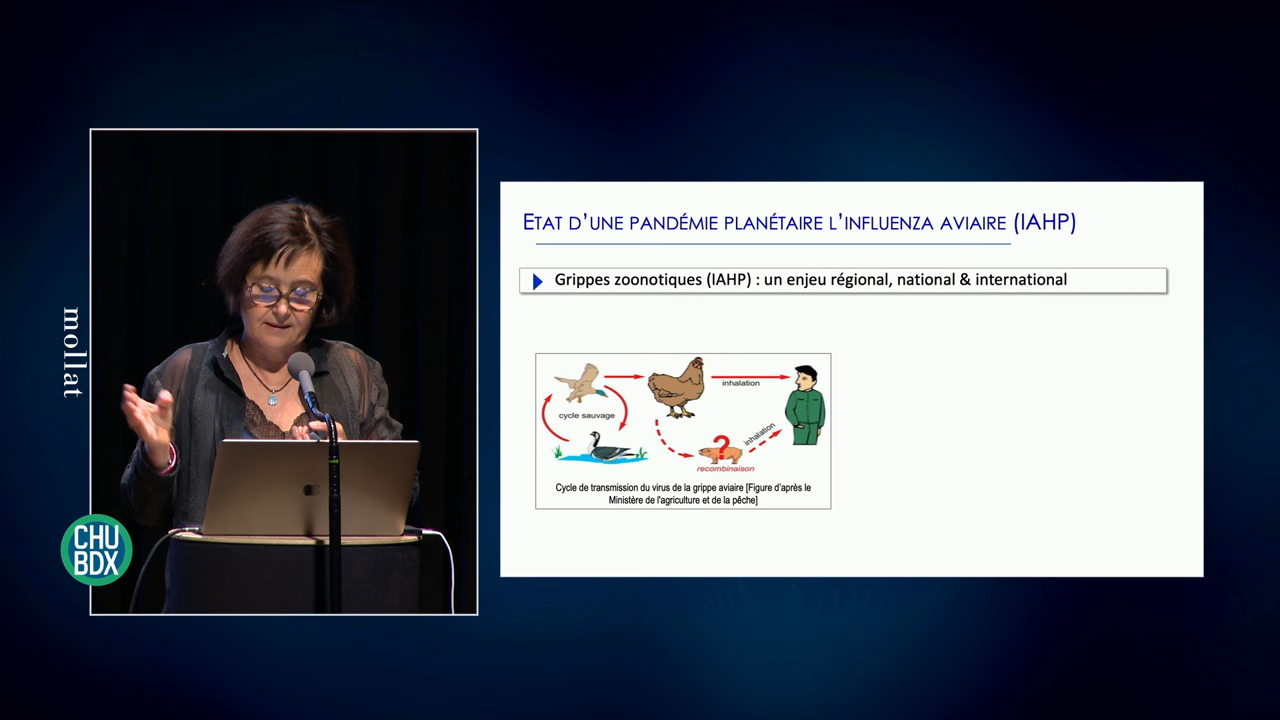 mollat
CHU
BDX
ETAT D'UNE PANDÉMIE PLANÉTAIRE L'INFLUENZA AVIAIRE (IAHP)
Grippes zoonotiques (IAHP) : un enjeu régional, national & international
inhalation
cycle sauvage
?
inhalation
recombinaison
Cycle de transmission du virus de la grippe aviaire [Figure d'après le
Ministère de l'agriculture et de la pêche]